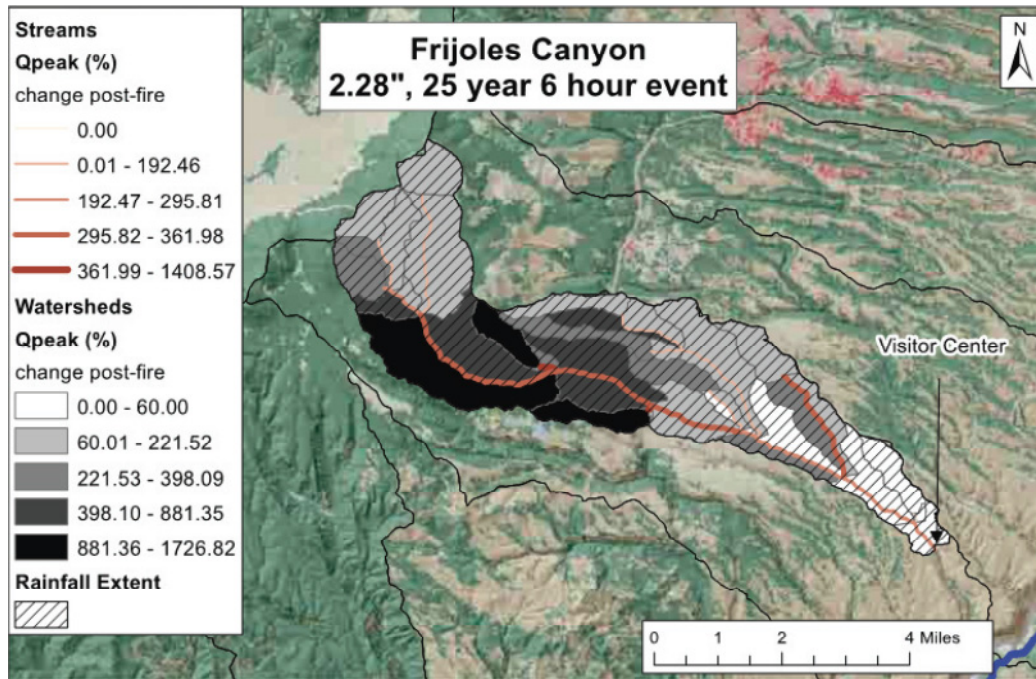 Streams
Qpeak (%)
change post-fire
0.00
0.01 - 192.46
192.47 - 295.81
295.82 - 361.98
361.99 - 1408.57
Watersheds
Qpeak (%)
change post-fire
0.00 - 60.00
60.01 - 221.52
221.53 - 398.09
398.10 - 881.35
881.36 - 1726.82
Rainfall Extent
Frijoles Canyon
2.28", 25 year 6 hour event
N
Visitor Center
0 1 2 4 Miles